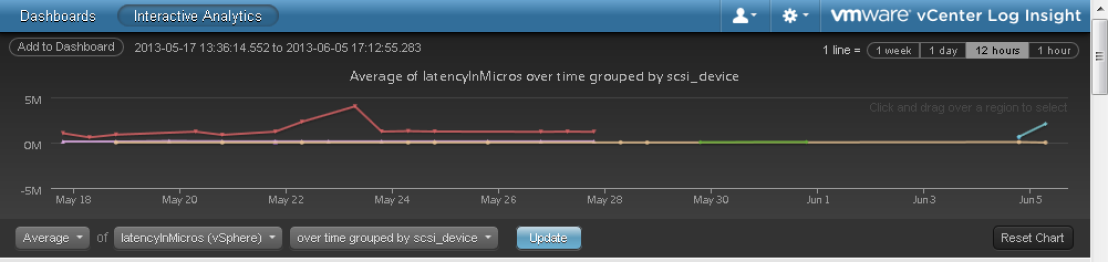 Dashboards Interactive Analytics vmware vCenter Log Insight
Add to Dashboard 2013-05-17 13:36:14.552 to 2013-06-05 17:12:55.283 1 line = 1 week 1 day 12 hours 1 hour
Average of latencyInMicros over time grouped by scsi_device
5M
Click and drag over a region to select
0M
-5M
May 18 May 20 May 22 May 24 May 26 May 28 May 30 Jun 1 Jun 3 Jun 5
Average of latencyInMicros (vSphere) over time grouped by scsi_device Update Reset Chart